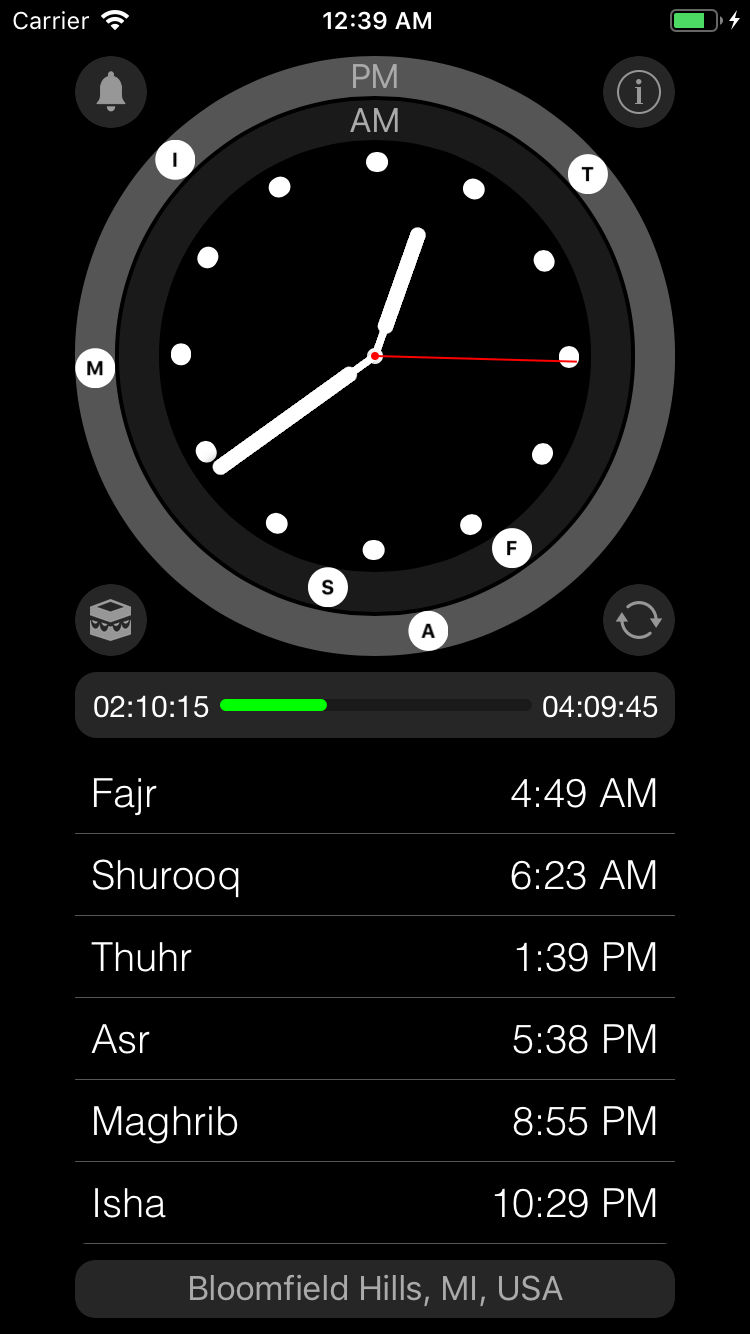 Carrier 12:39 AM
PM
i
AM
I
T
M
F
S
A
02:10:15 04:09:45
Fajr 4:49 AM
Shurooq 6:23 AM
Thuhr 1:39 PM
Asr 5:38 PM
Maghrib 8:55 PM
Isha 10:29 PM
Bloomfield Hills, MI, USA